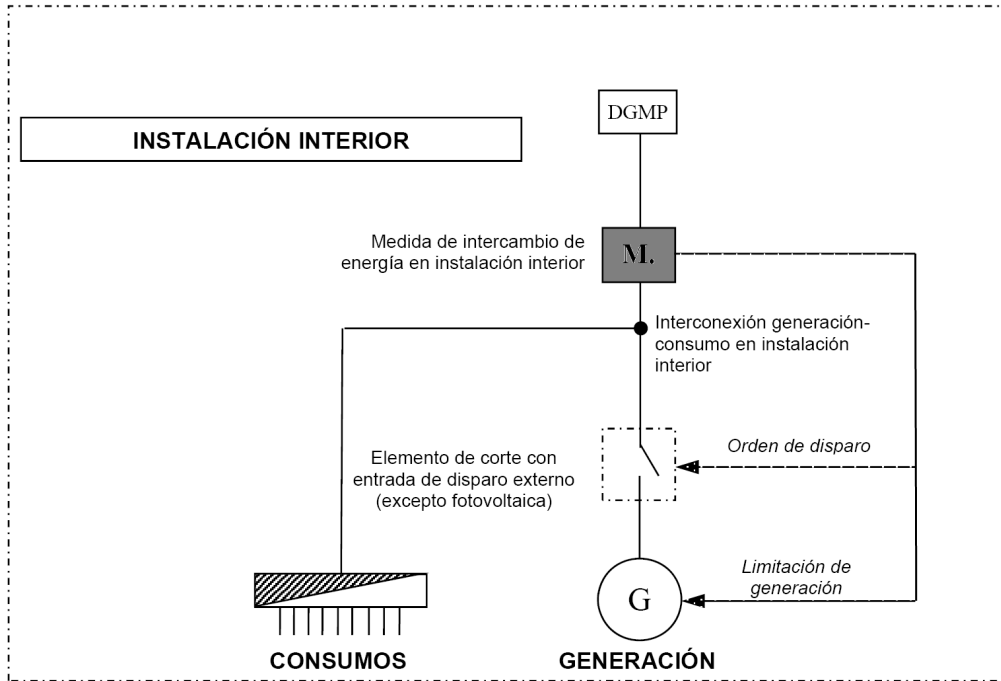 DGMP
INSTALACIÓN INTERIOR
Medida de intercambio de
energía en instalación interior
M.
Interconexión generación-
consumo en instalación
interior
Orden de disparo
Elemento de corte con
entrada de disparo externo
(excepto fotovoltaica)
Limitación de
generación
G
CONSUMOS
GENERACIÓN